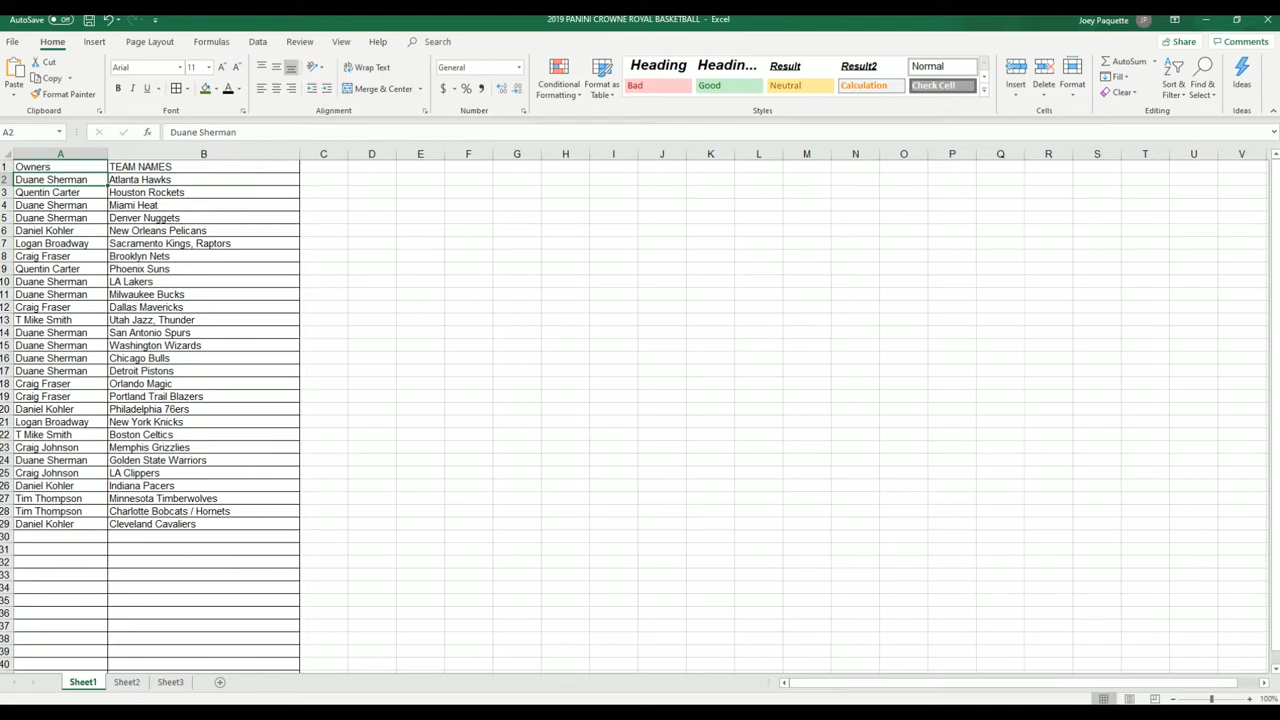 AutoSave Off
2019 PANINI CROWNE ROYAL BASKETBALL - Excel
Joey Paquette JP
File Home Insert Page Layout Formulas Data Review View Help Search
Share Comments
Paste Cut Copy Format Painter
Clipboard
Arial 11 A A B I U A
Font
Wrap Text
Merge & Center
Alignment
General
$ % ,
Number
Conditional Formatting
Format as Table
Heading Headin... Result Result2 Normal
Bad Good Neutral Calculation Check Cell
Styles
Insert Delete Format
Cells
AutoSum Fill Clear
Sort & Filter
Find & Select
Editing
Ideas
Ideas
A2 fx Duane Sherman
A B C D E F G H I J K L M N O P Q R S T U V
1 Owners TEAM NAMES
2 Duane Sherman Atlanta Hawks
3 Quentin Carter Houston Rockets
4 Duane Sherman Miami Heat
5 Duane Sherman Denver Nuggets
6 Daniel Kohler New Orleans Pelicans
7 Logan Broadway Sacramento Kings, Raptors
8 Craig Fraser Brooklyn Nets
9 Quentin Carter Phoenix Suns
10 Duane Sherman LA Lakers
11 Duane Sherman Milwaukee Bucks
12 Craig Fraser Dallas Mavericks
13 T Mike Smith Utah Jazz, Thunder
14 Duane Sherman San Antonio Spurs
15 Duane Sherman Washington Wizards
16 Duane Sherman Chicago Bulls
17 Duane Sherman Detroit Pistons
18 Craig Fraser Orlando Magic
19 Craig Fraser Portland Trail Blazers
20 Daniel Kohler Philadelphia 76ers
21 Logan Broadway New York Knicks
22 T Mike Smith Boston Celtics
23 Craig Johnson Memphis Grizzlies
24 Duane Sherman Golden State Warriors
25 Craig Johnson LA Clippers
26 Daniel Kohler Indiana Pacers
27 Tim Thompson Minnesota Timberwolves
28 Tim Thompson Charlotte Bobcats / Hornets
29 Daniel Kohler Cleveland Cavaliers
30
31
32
33
34
35
36
37
38
39
40
Sheet1 Sheet2 Sheet3
100%